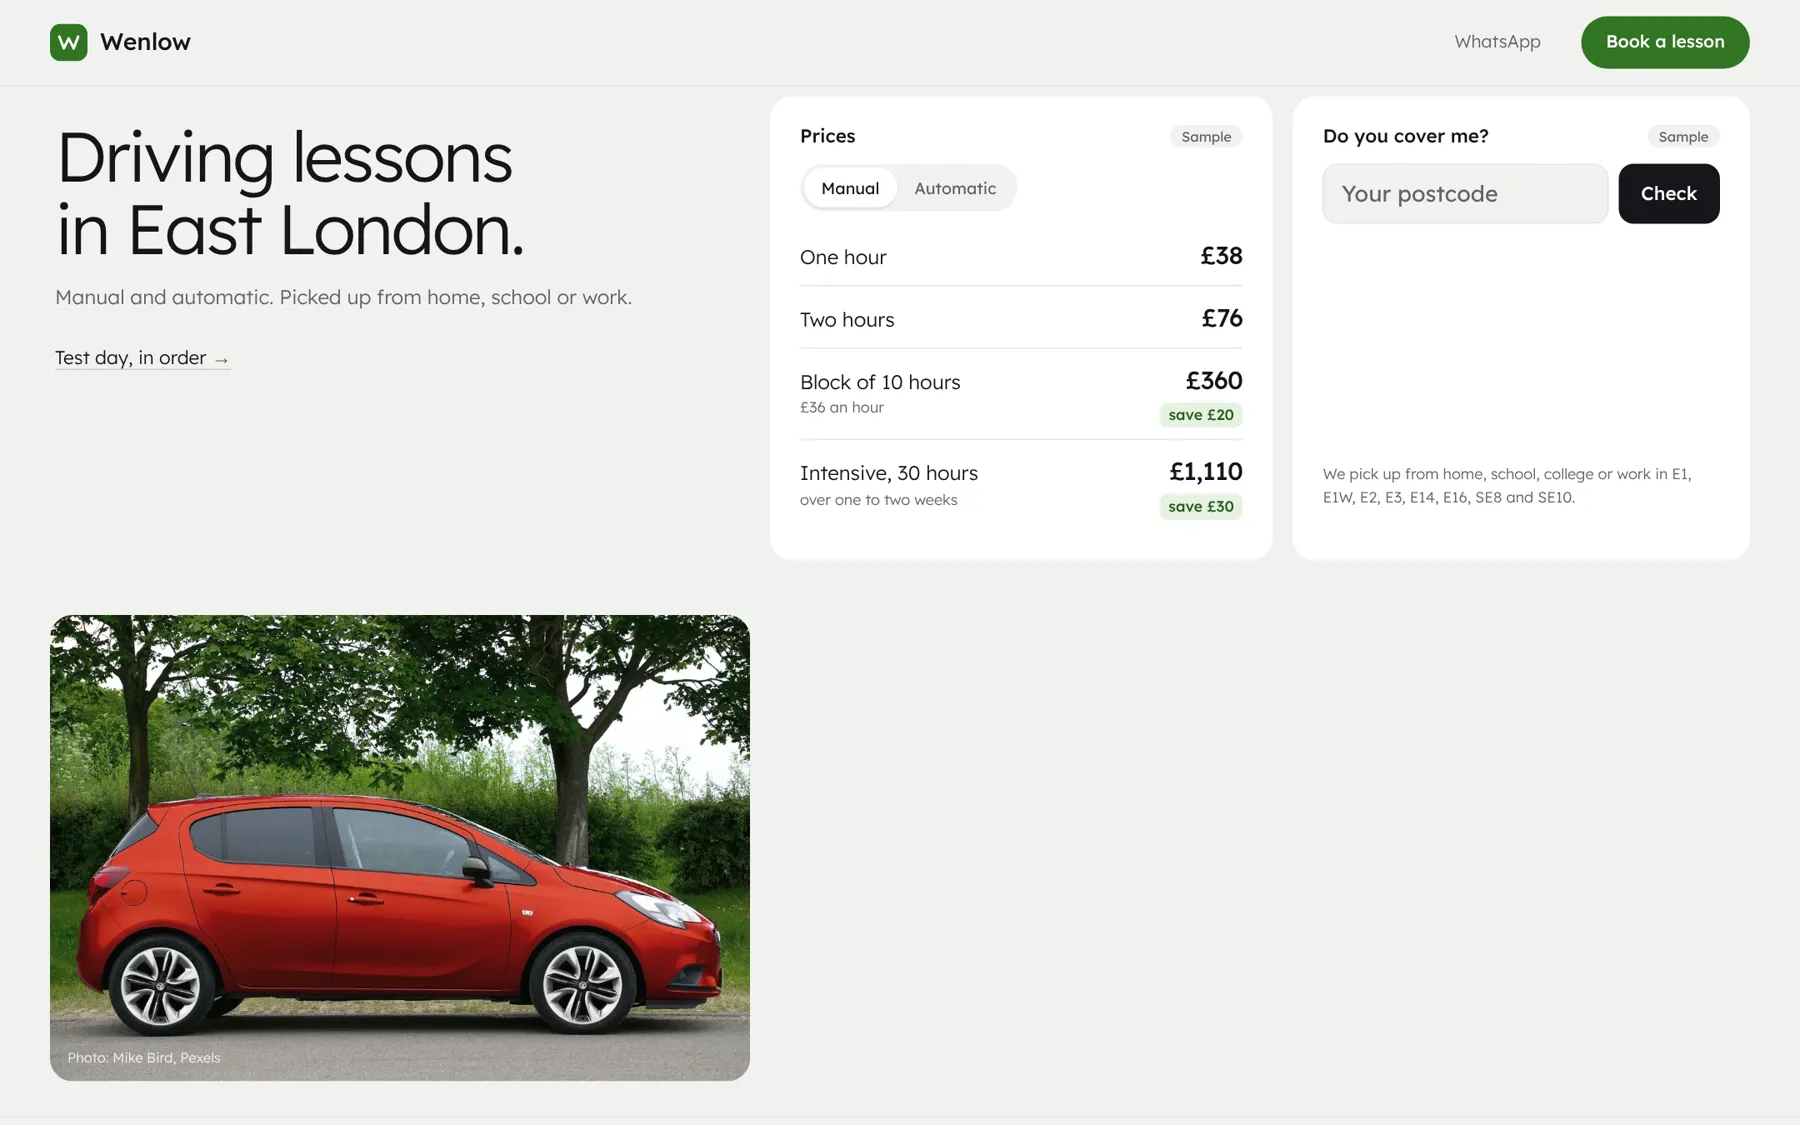 W Wenlow
WhatsApp
Book a lesson
Driving lessons
in East London.
Manual and automatic. Picked up from home, school or work.
Test day, in order →
Prices
Sample
Manual
Automatic
One hour
£38
Two hours
£76
Block of 10 hours
£360
£36 an hour
save £20
Intensive, 30 hours
£1,110
over one to two weeks
save £30
Do you cover me?
Sample
Your postcode
Check
We pick up from home, school, college or work in E1,
E1W, E2, E3, E14, E16, SE8 and SE10.
Photo: Mike Bird, Pexels